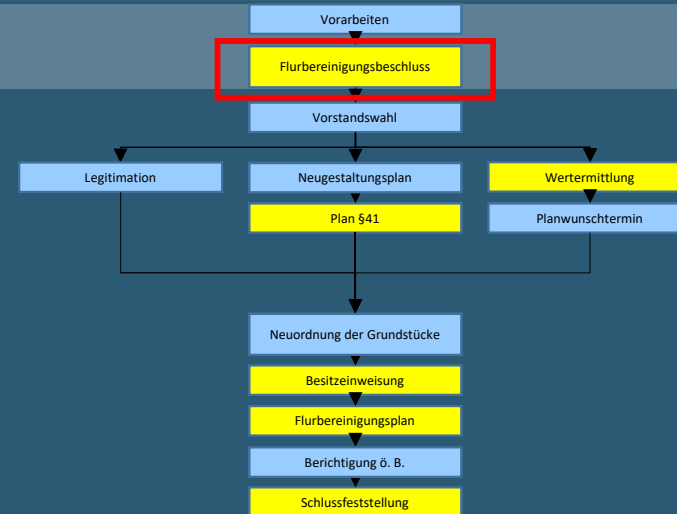 Vorarbeiten
Flurbereinigungsbeschluss
Vorstandswahl
Legitimation
Neugestaltungsplan
Wertermittlung
Plan §41
Planwunschtermin
Neuordnung der Grundstücke
Besitzeinweisung
Flurbereinigungsplan
Berichtigung ö. B.
Schlussfeststellung